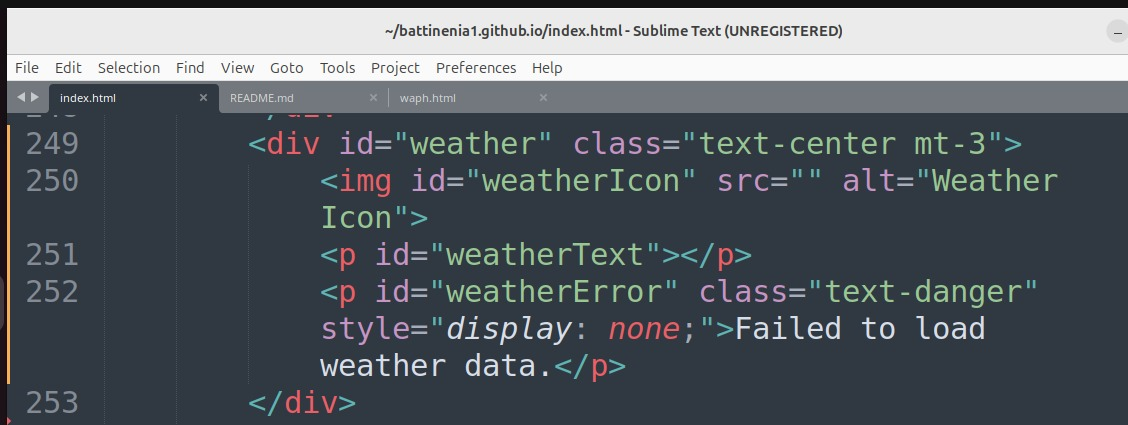 ~/battinenia1.github.io/index.html - Sublime Text (UNREGISTERED)
File Edit Selection Find View Goto Tools Project Preferences Help
index.html × README.md × waph.html ×
249 <div id="weather" class="text-center mt-3">
250 <img id="weatherIcon" src="" alt="Weather
Icon">
251 <p id="weatherText"></p>
252 <p id="weatherError" class="text-danger"
style="display: none;">Failed to load
weather data.</p>
253 </div>